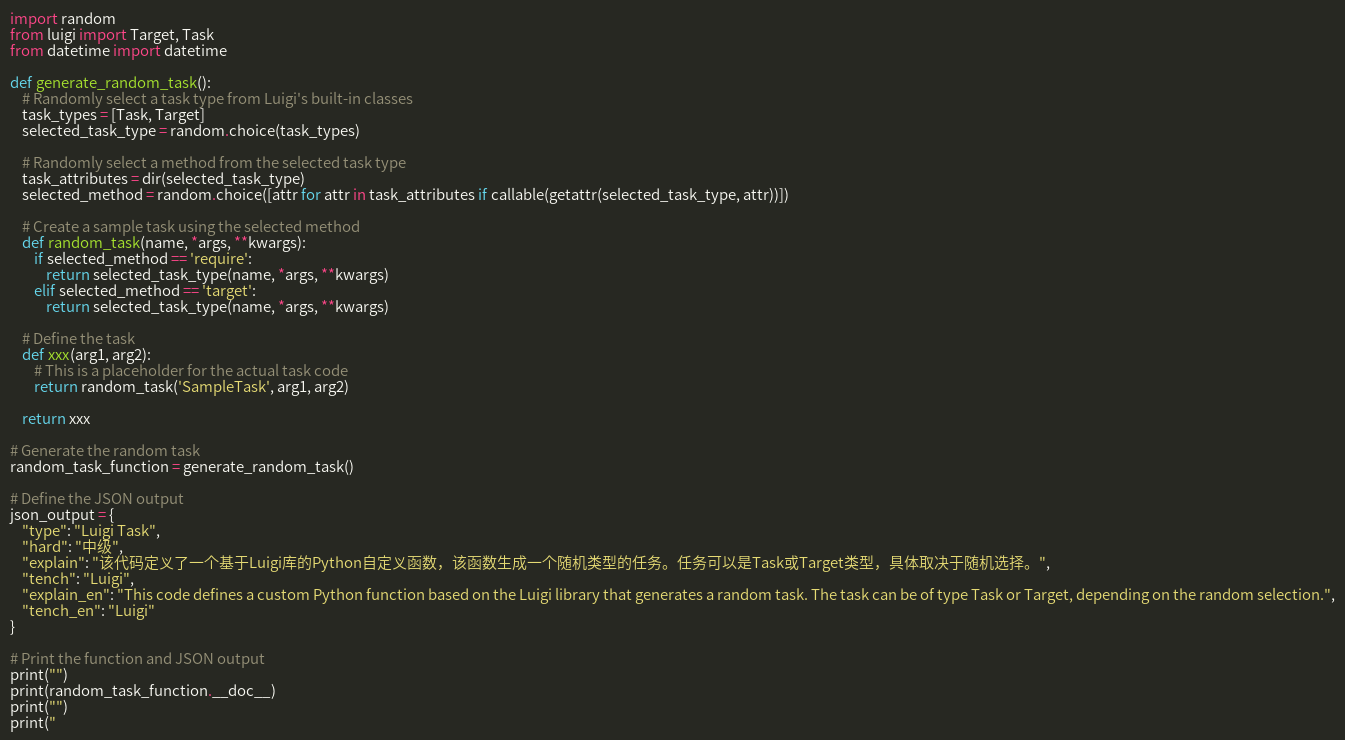 import random
from luigi import Target, Task
from datetime import datetime

def generate_random_task():
    # Randomly select a task type from Luigi's built-in classes
    task_types = [Task, Target]
    selected_task_type = random.choice(task_types)

    # Randomly select a method from the selected task type
    task_attributes = dir(selected_task_type)
    selected_method = random.choice([attr for attr in task_attributes if callable(getattr(selected_task_type, attr))])

    # Create a sample task using the selected method
    def random_task(name, *args, **kwargs):
        if selected_method == 'require':
            return selected_task_type(name, *args, **kwargs)
        elif selected_method == 'target':
            return selected_task_type(name, *args, **kwargs)

    # Define the task
    def xxx(arg1, arg2):
        # This is a placeholder for the actual task code
        return random_task('SampleTask', arg1, arg2)

    return xxx

# Generate the random task
random_task_function = generate_random_task()

# Define the JSON output
json_output = {
    "type": "Luigi Task",
    "hard": "中级",
    "explain": "该代码定义了一个基于Luigi库的Python自定义函数，该函数生成一个随机类型的任务。任务可以是Task或Target类型，具体取决于随机选择。",
    "tench": "Luigi",
    "explain_en": "This code defines a custom Python function based on the Luigi library that generates a random task. The task can be of type Task or Target, depending on the random selection.",
    "tench_en": "Luigi"
}

# Print the function and JSON output
print("")
print(random_task_function.__doc__)
print("")
print("